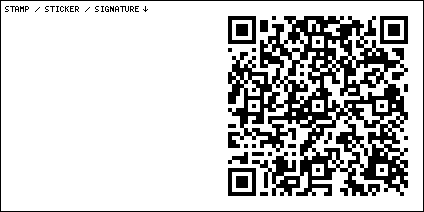 STAMP / STICKER / SIGNATURE ↓